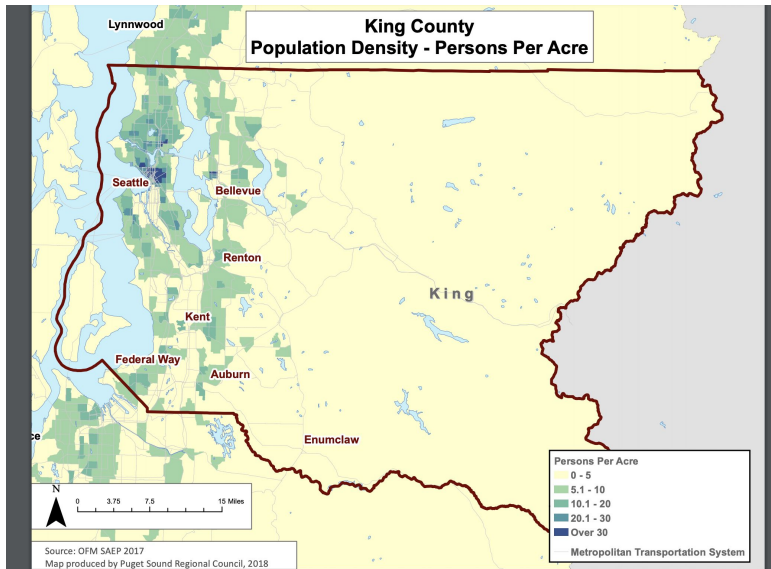 King County
Population Density - Persons Per Acre
Lynnwood
Seattle
Bellevue
Renton
King
Kent
Federal Way
Auburn
ce
Enumclaw
Persons Per Acre
0 - 5
5.1 - 10
10.1 - 20
20.1 - 30
Over 30
Metropolitan Transportation System
N
0 3.75 7.5 15 Miles
Source: OFM SAEP 2017
Map produced by Puget Sound Regional Council, 2018